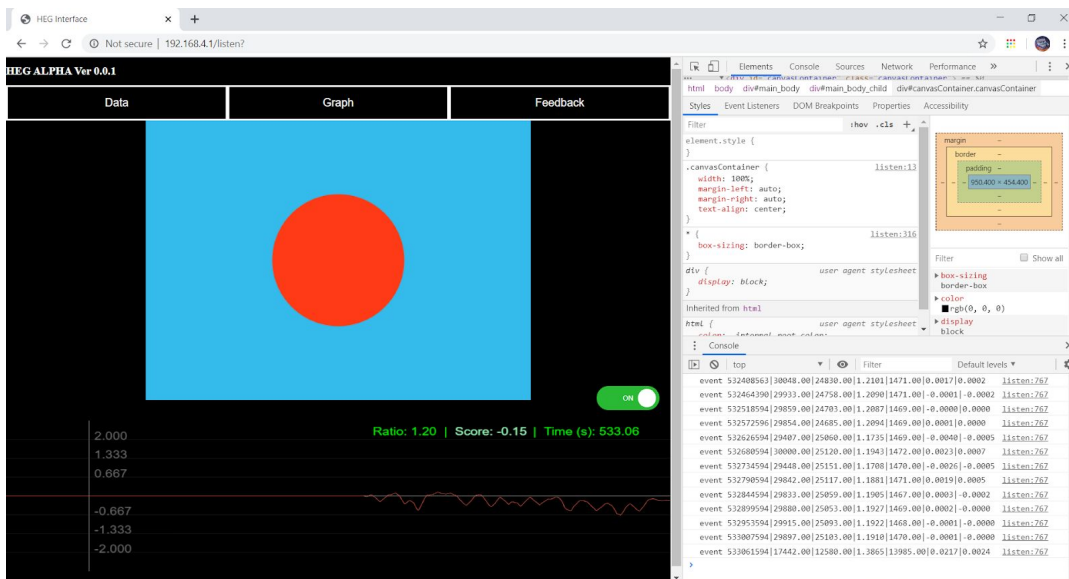 HEG Interface
Not secure | 192.168.4.1/listen?
HEG ALPHA Ver 0.0.1
Data Graph Feedback
ON
Ratio: 1.20 | Score: -0.15 | Time (s): 533.06
2.000
1.333
0.667
-0.667
-1.333
-2.000
Elements Console Sources Network Performance »
html body div#main_body div#main_body_child div#canvasContainer.canvasContainer
Styles Event Listeners DOM Breakpoints Properties Accessibility
Filter :hov .cls +
element.style {
}
.canvasContainer { listen:13
width: 100%;
margin-left: auto;
margin-right: auto;
text-align: center;
}
* { listen:316
box-sizing: border-box;
}
div { user agent stylesheet
display: block;
}
Inherited from html
html { user agent stylesheet
margin -
border -
padding -
950.400 × 454.400
Filter Show all
box-sizing
border-box
color
rgb(0, 0, 0)
display
block
Console
top Filter Default levels
event 532408563|30048.00|24830.00|1.2101|1471.00|0.0017|0.0002 listen:767
event 532464390|29933.00|24758.00|1.2090|1471.00|-0.0001|-0.0002 listen:767
event 532518594|29859.00|24703.00|1.2087|1469.00|-0.0000|0.0000 listen:767
event 532572596|29854.00|24685.00|1.2094|1469.00|0.0001|0.0000 listen:767
event 532626594|29407.00|25060.00|1.1735|1469.00|-0.0040|-0.0005 listen:767
event 532680594|30000.00|25120.00|1.1943|1472.00|0.0023|0.0007 listen:767
event 532734594|29448.00|25151.00|1.1708|1470.00|-0.0026|-0.0005 listen:767
event 532790594|29842.00|25117.00|1.1881|1471.00|0.0019|0.0005 listen:767
event 532844594|29833.00|25059.00|1.1905|1467.00|0.0003|-0.0002 listen:767
event 532899594|29880.00|25053.00|1.1927|1469.00|0.0002|-0.0000 listen:767
event 532953594|29915.00|25093.00|1.1922|1468.00|-0.0001|-0.0000 listen:767
event 533007594|29897.00|25103.00|1.1910|1470.00|-0.0001|-0.0000 listen:767
event 533061594|17442.00|12580.00|1.3865|13985.00|0.0217|0.0024 listen:767